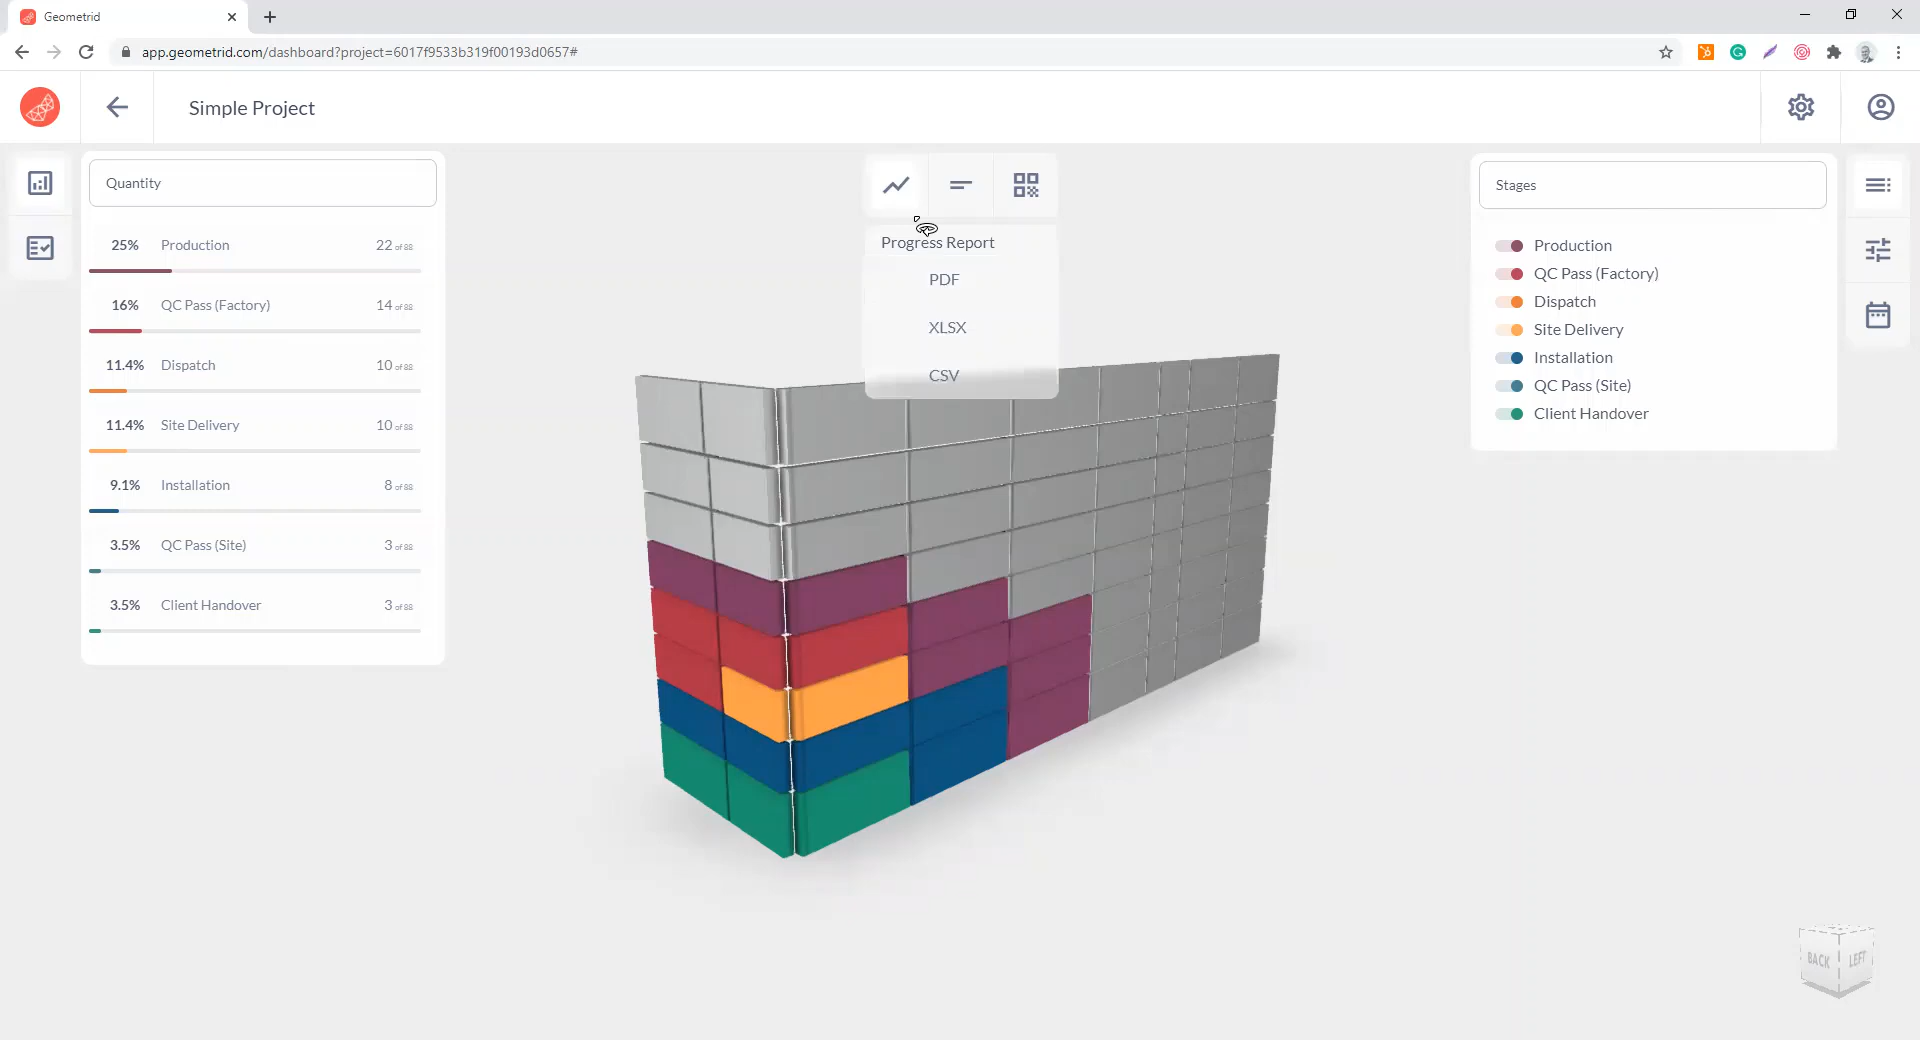 Geometrid
app.geometrid.com/dashboard?project=6017f9533b319f00193d0657#
Simple Project
Quantity
25% Production 22 of 88
16% QC Pass (Factory) 14 of 88
11.4% Dispatch 10 of 88
11.4% Site Delivery 10 of 88
9.1% Installation 8 of 88
3.5% QC Pass (Site) 3 of 88
3.5% Client Handover 3 of 88
Progress Report
PDF
XLSX
CSV
Stages
Production
QC Pass (Factory)
Dispatch
Site Delivery
Installation
QC Pass (Site)
Client Handover
BACK LEFT